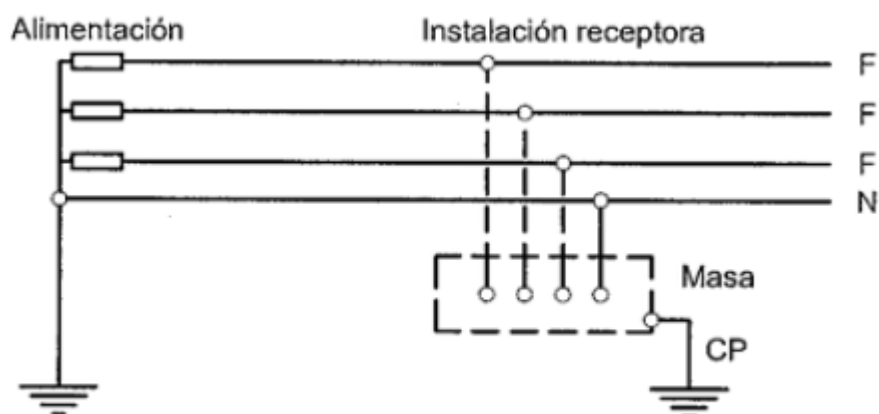 Alimentación
Instalación receptora
F
F
F
N
Masa
CP